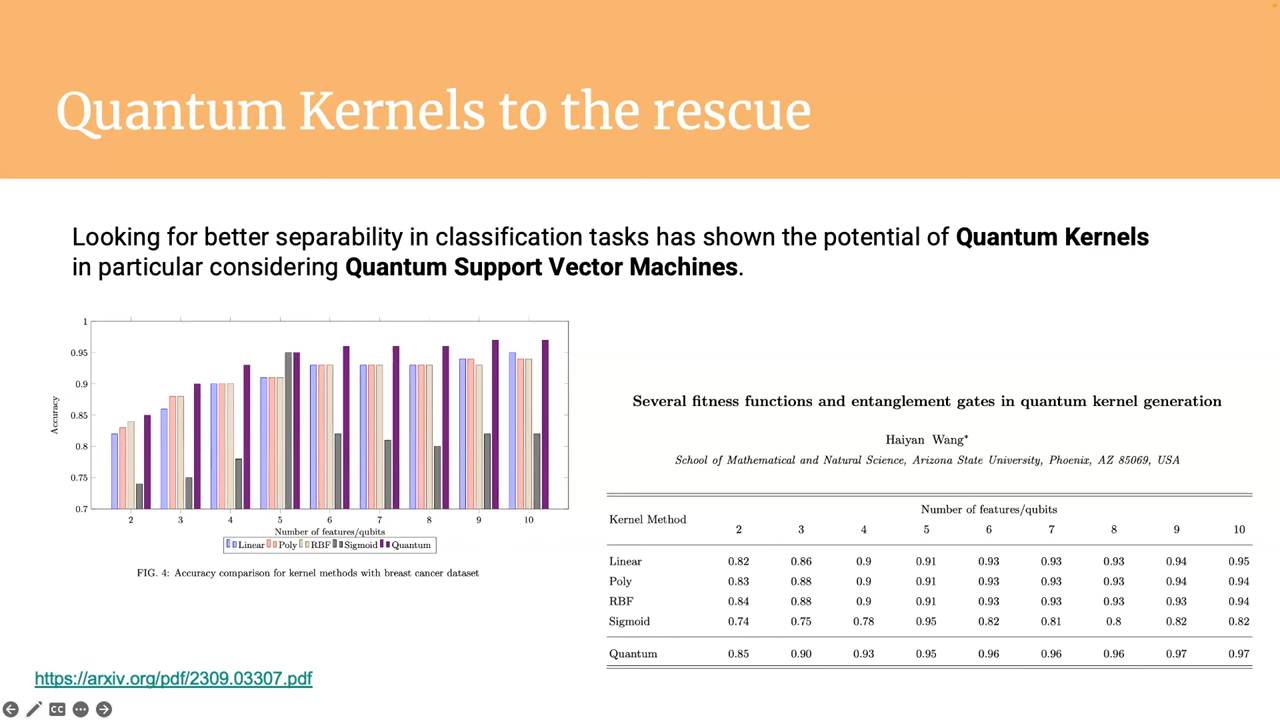 Quantum Kernels to the rescue
Looking for better separability in classification tasks has shown the potential of Quantum Kernels
in particular considering Quantum Support Vector Machines.
1
0.95
0.9
0.85
0.8
0.75
0.7
Accuracy
2 3 4 5 6 7 8 9 10
Number of features/qubits
Linear Poly RBF Sigmoid Quantum
FIG. 4: Accuracy comparison for kernel methods with breast cancer dataset
Several fitness functions and entanglement gates in quantum kernel generation
Haiyan Wang*
School of Mathematical and Natural Science, Arizona State University, Phoenix, AZ 85069, USA
Number of features/qubits
Kernel Method
2 3 4 5 6 7 8 9 10
Linear 0.82 0.86 0.9 0.91 0.93 0.93 0.93 0.94 0.95
Poly 0.83 0.88 0.9 0.91 0.93 0.93 0.93 0.94 0.94
RBF 0.84 0.88 0.9 0.91 0.93 0.93 0.93 0.93 0.94
Sigmoid 0.74 0.75 0.78 0.95 0.82 0.81 0.8 0.82 0.82
Quantum 0.85 0.90 0.93 0.95 0.96 0.96 0.96 0.97 0.97
https://arxiv.org/pdf/2309.03307.pdf
CC